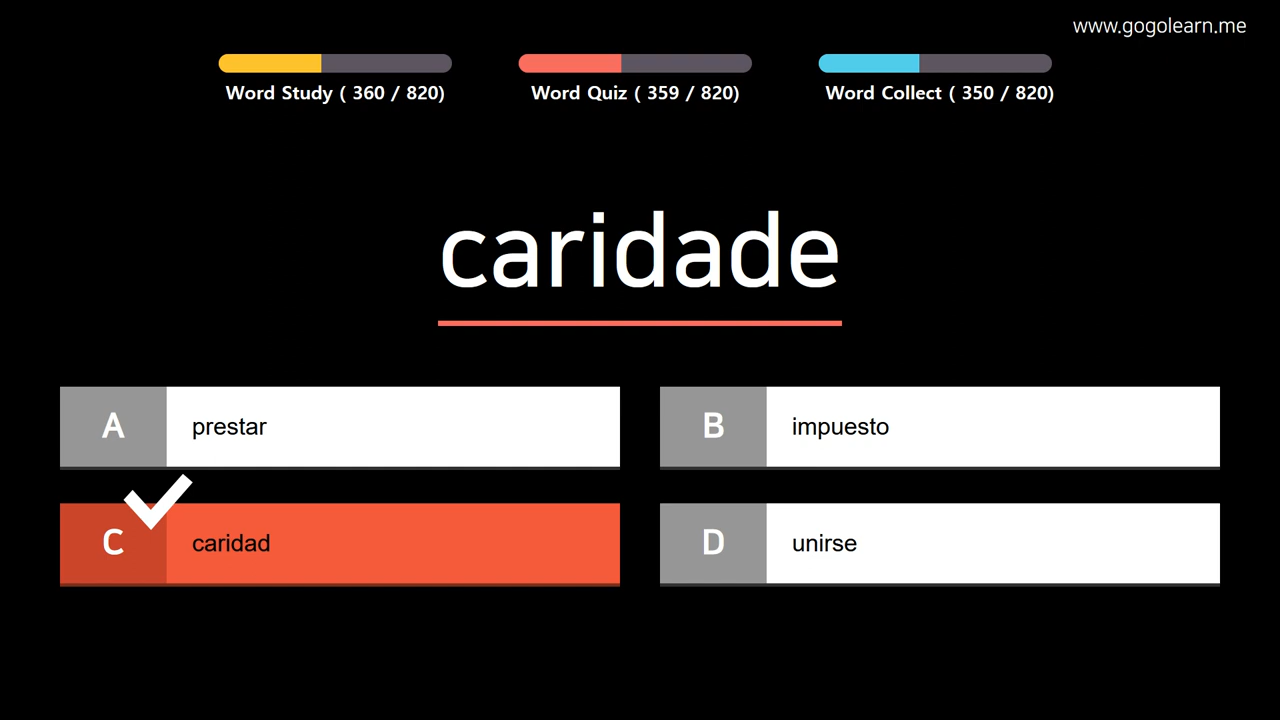 www.gogolearn.me
Word Study ( 360 / 820)
Word Quiz ( 359 / 820)
Word Collect ( 350 / 820)
caridade
A prestar
B impuesto
C caridad
D unirse